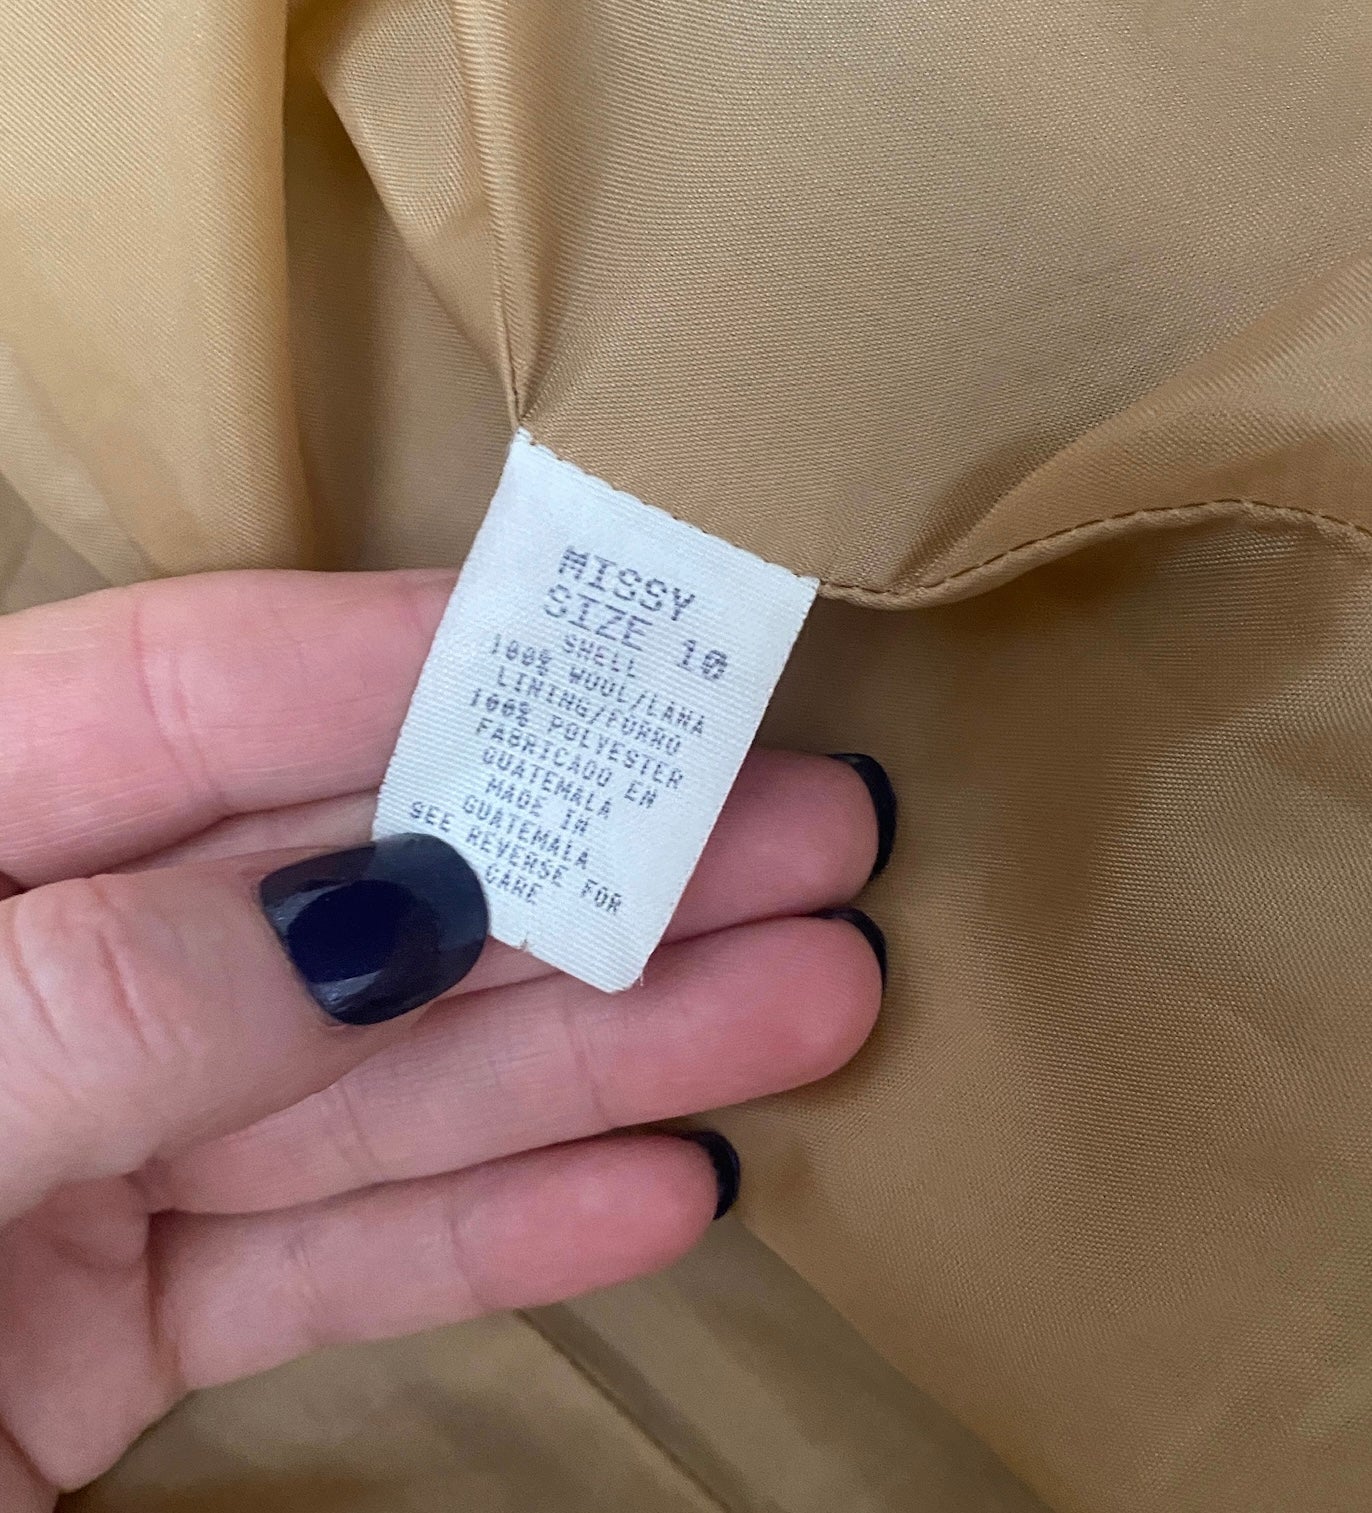 MISSY
SIZE 10
SHELL
100% WOOL/LANA
LINING/FORRO
100% POLYESTER
FABRICADO EN
GUATEMALA
MADE IN
GUATEMALA
SEE REVERSE FOR
CARE